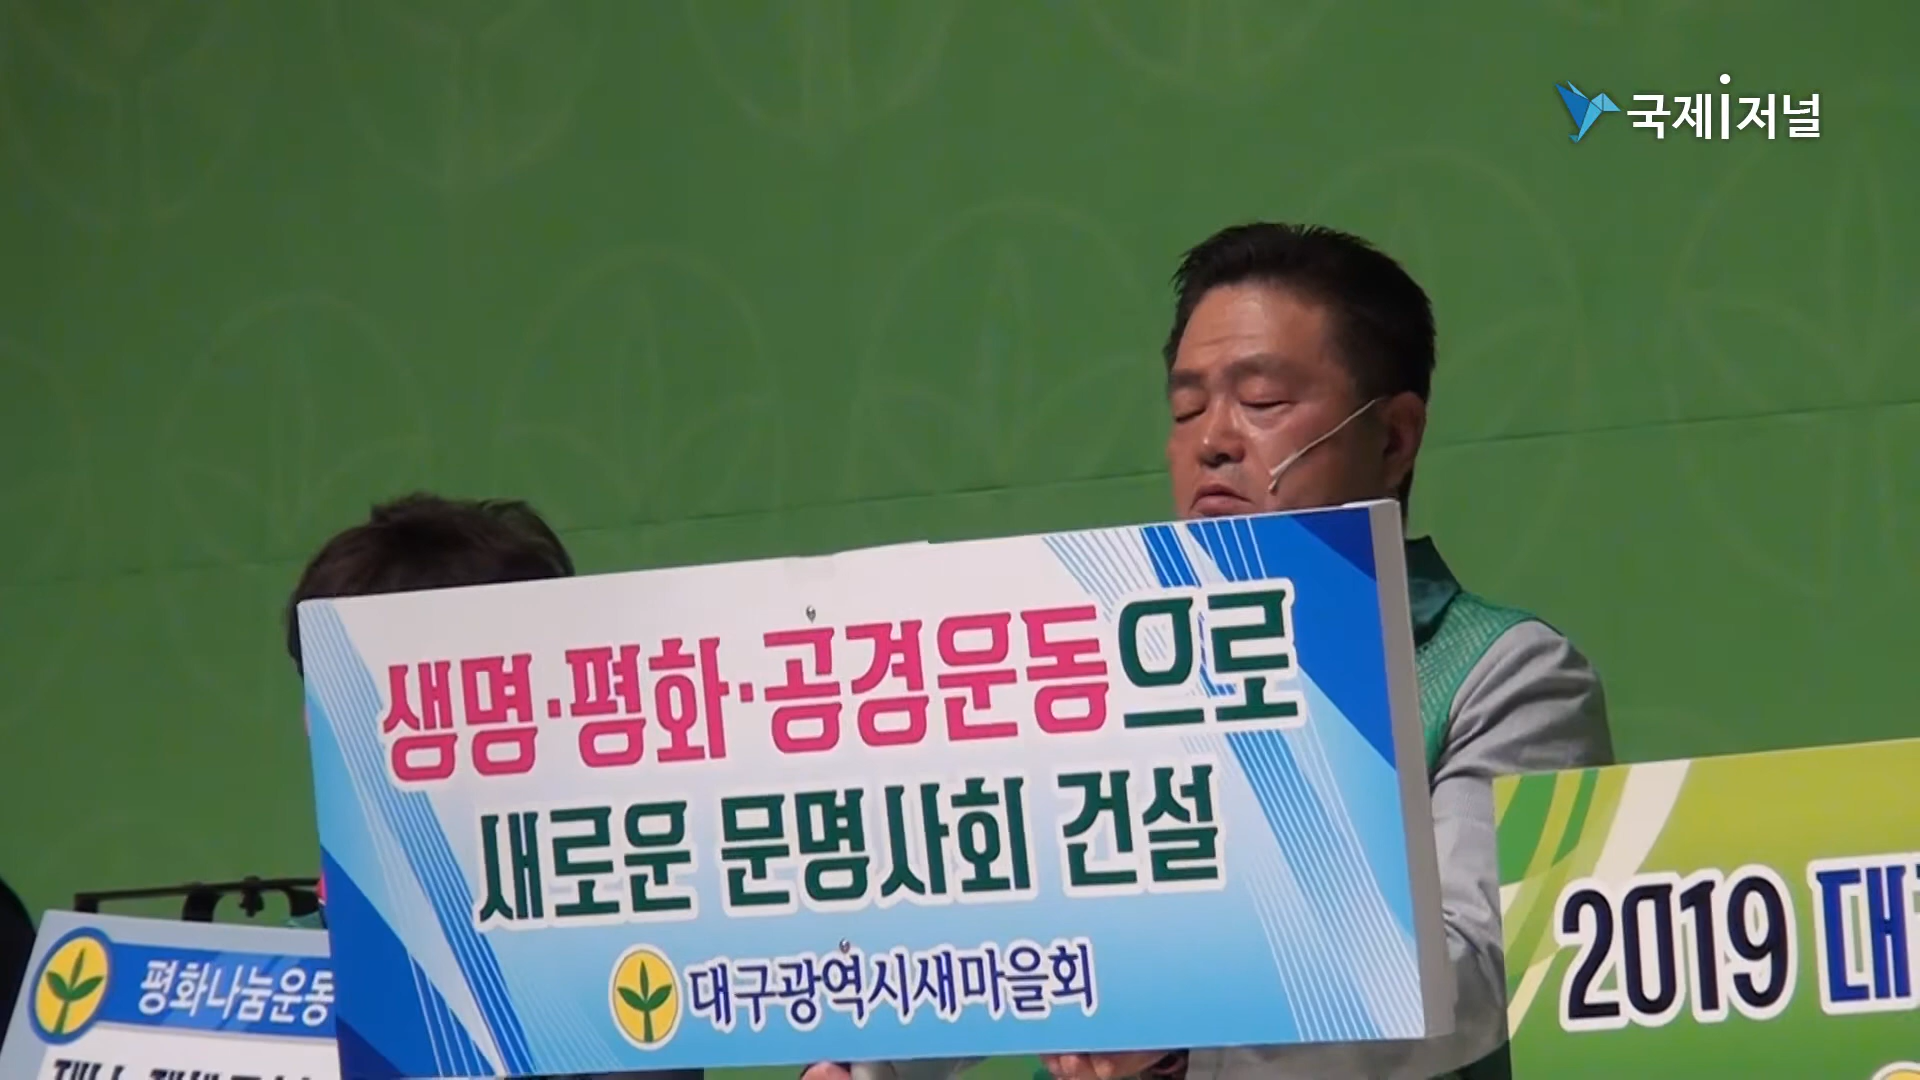 국제i저널
생명·평화·공경운동으로
새로운 문명사회 건설
대구광역시새마을회
평화나눔운동
2019